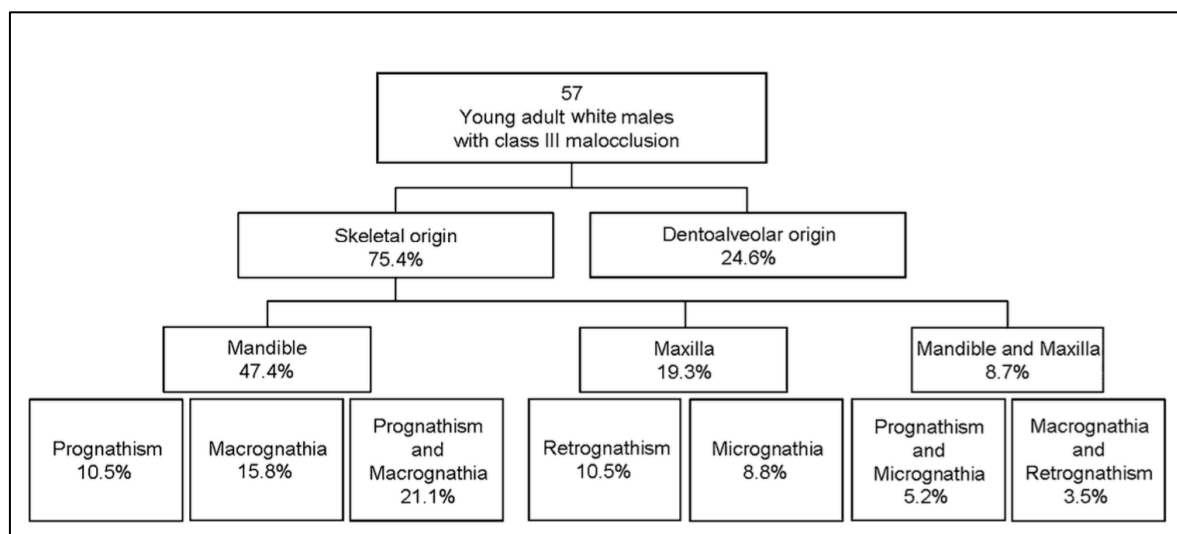 57
Young adult white males
with class III malocclusion
Skeletal origin
75.4%
Dentoalveolar origin
24.6%
Mandible
47.4%
Maxilla
19.3%
Mandible and Maxilla
8.7%
Prognathism
10.5%
Macrognathia
15.8%
Prognathism
and
Macrognathia
21.1%
Retrognathism
10.5%
Micrognathia
8.8%
Prognathism
and
Micrognathia
5.2%
Macrognathia
and
Retrognathism
3.5%